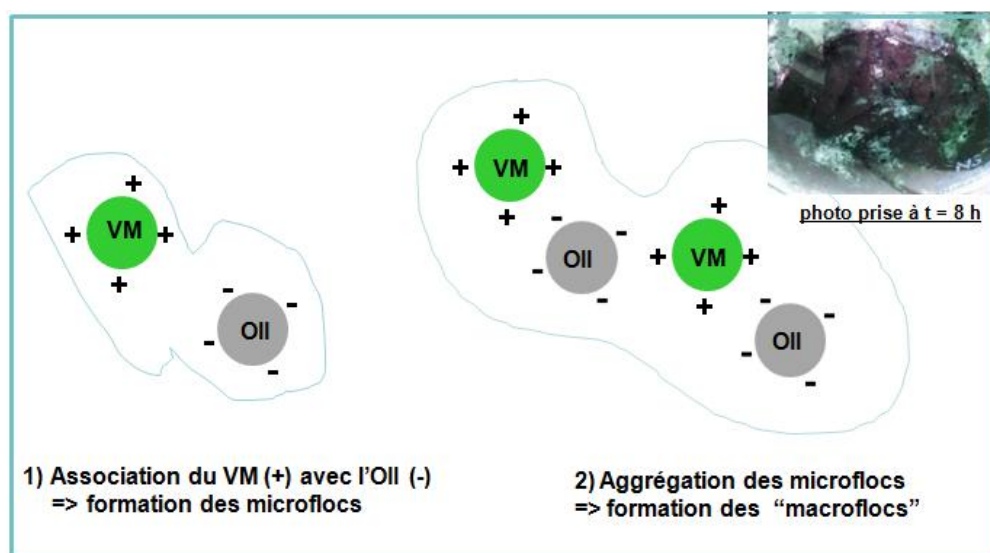 +
+ VM +
+
- -
- OII
-
+
+ VM +
+
- -
- OII
-
+
+ VM +
+
- -
- OII
-
photo prise à t = 8 h
1) Association du VM (+) avec l'OII (-)
=> formation des microflocs
2) Aggrégation des microflocs
=> formation des “macroflocs”